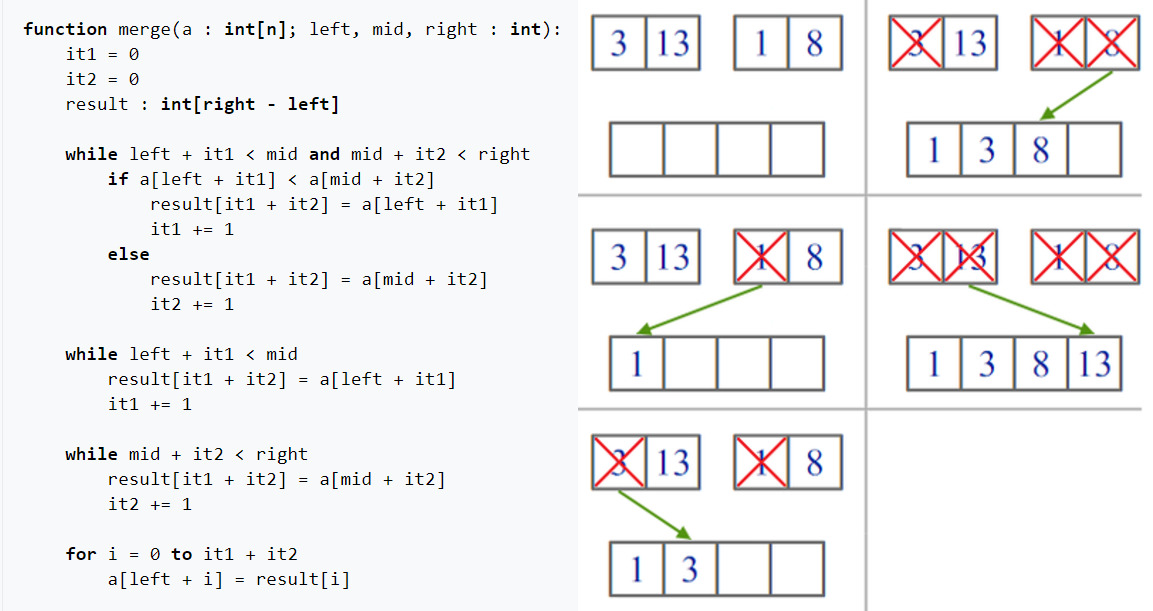 function merge(a : int[n]; left, mid, right : int):
    it1 = 0
    it2 = 0
    result : int[right - left]

    while left + it1 < mid and mid + it2 < right
        if a[left + it1] < a[mid + it2]
            result[it1 + it2] = a[left + it1]
            it1 += 1
        else
            result[it1 + it2] = a[mid + it2]
            it2 += 1

    while left + it1 < mid
        result[it1 + it2] = a[left + it1]
        it1 += 1

    while mid + it2 < right
        result[it1 + it2] = a[mid + it2]
        it2 += 1

    for i = 0 to it1 + it2
        a[left + i] = result[i]
3 13 1 8
3 13 1 8
1
3 13 1 8
1 3
3 13 1 8
1 3 8
3 13 1 8
1 3 8 13